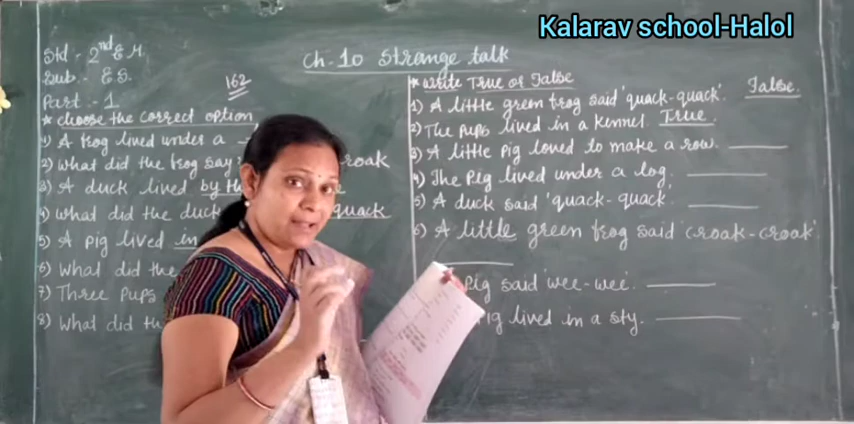 Kalarav school-Halol
Std - 2nd E.M.
Sub - E.S.
Part - 1
162
Ch-10 Strange talk
* choose the correct option
1) A frog lived under a
2) What did the frog say roak
3) A duck lived by th
4) What did the duck quack
5) A pig lived in
6) What did the
7) Three Pups
8) What did th
* Write True or False
1) A little green frog said 'quack-quack'. False.
2) The pups lived in a kennel. True.
3) A little pig loved to make a row.
4) The Pig lived under a log.
5) A duck said 'quack-quack'.
6) A little green frog said 'croak-croak'.
Pig said 'wee-wee'.
ig lived in a sty.